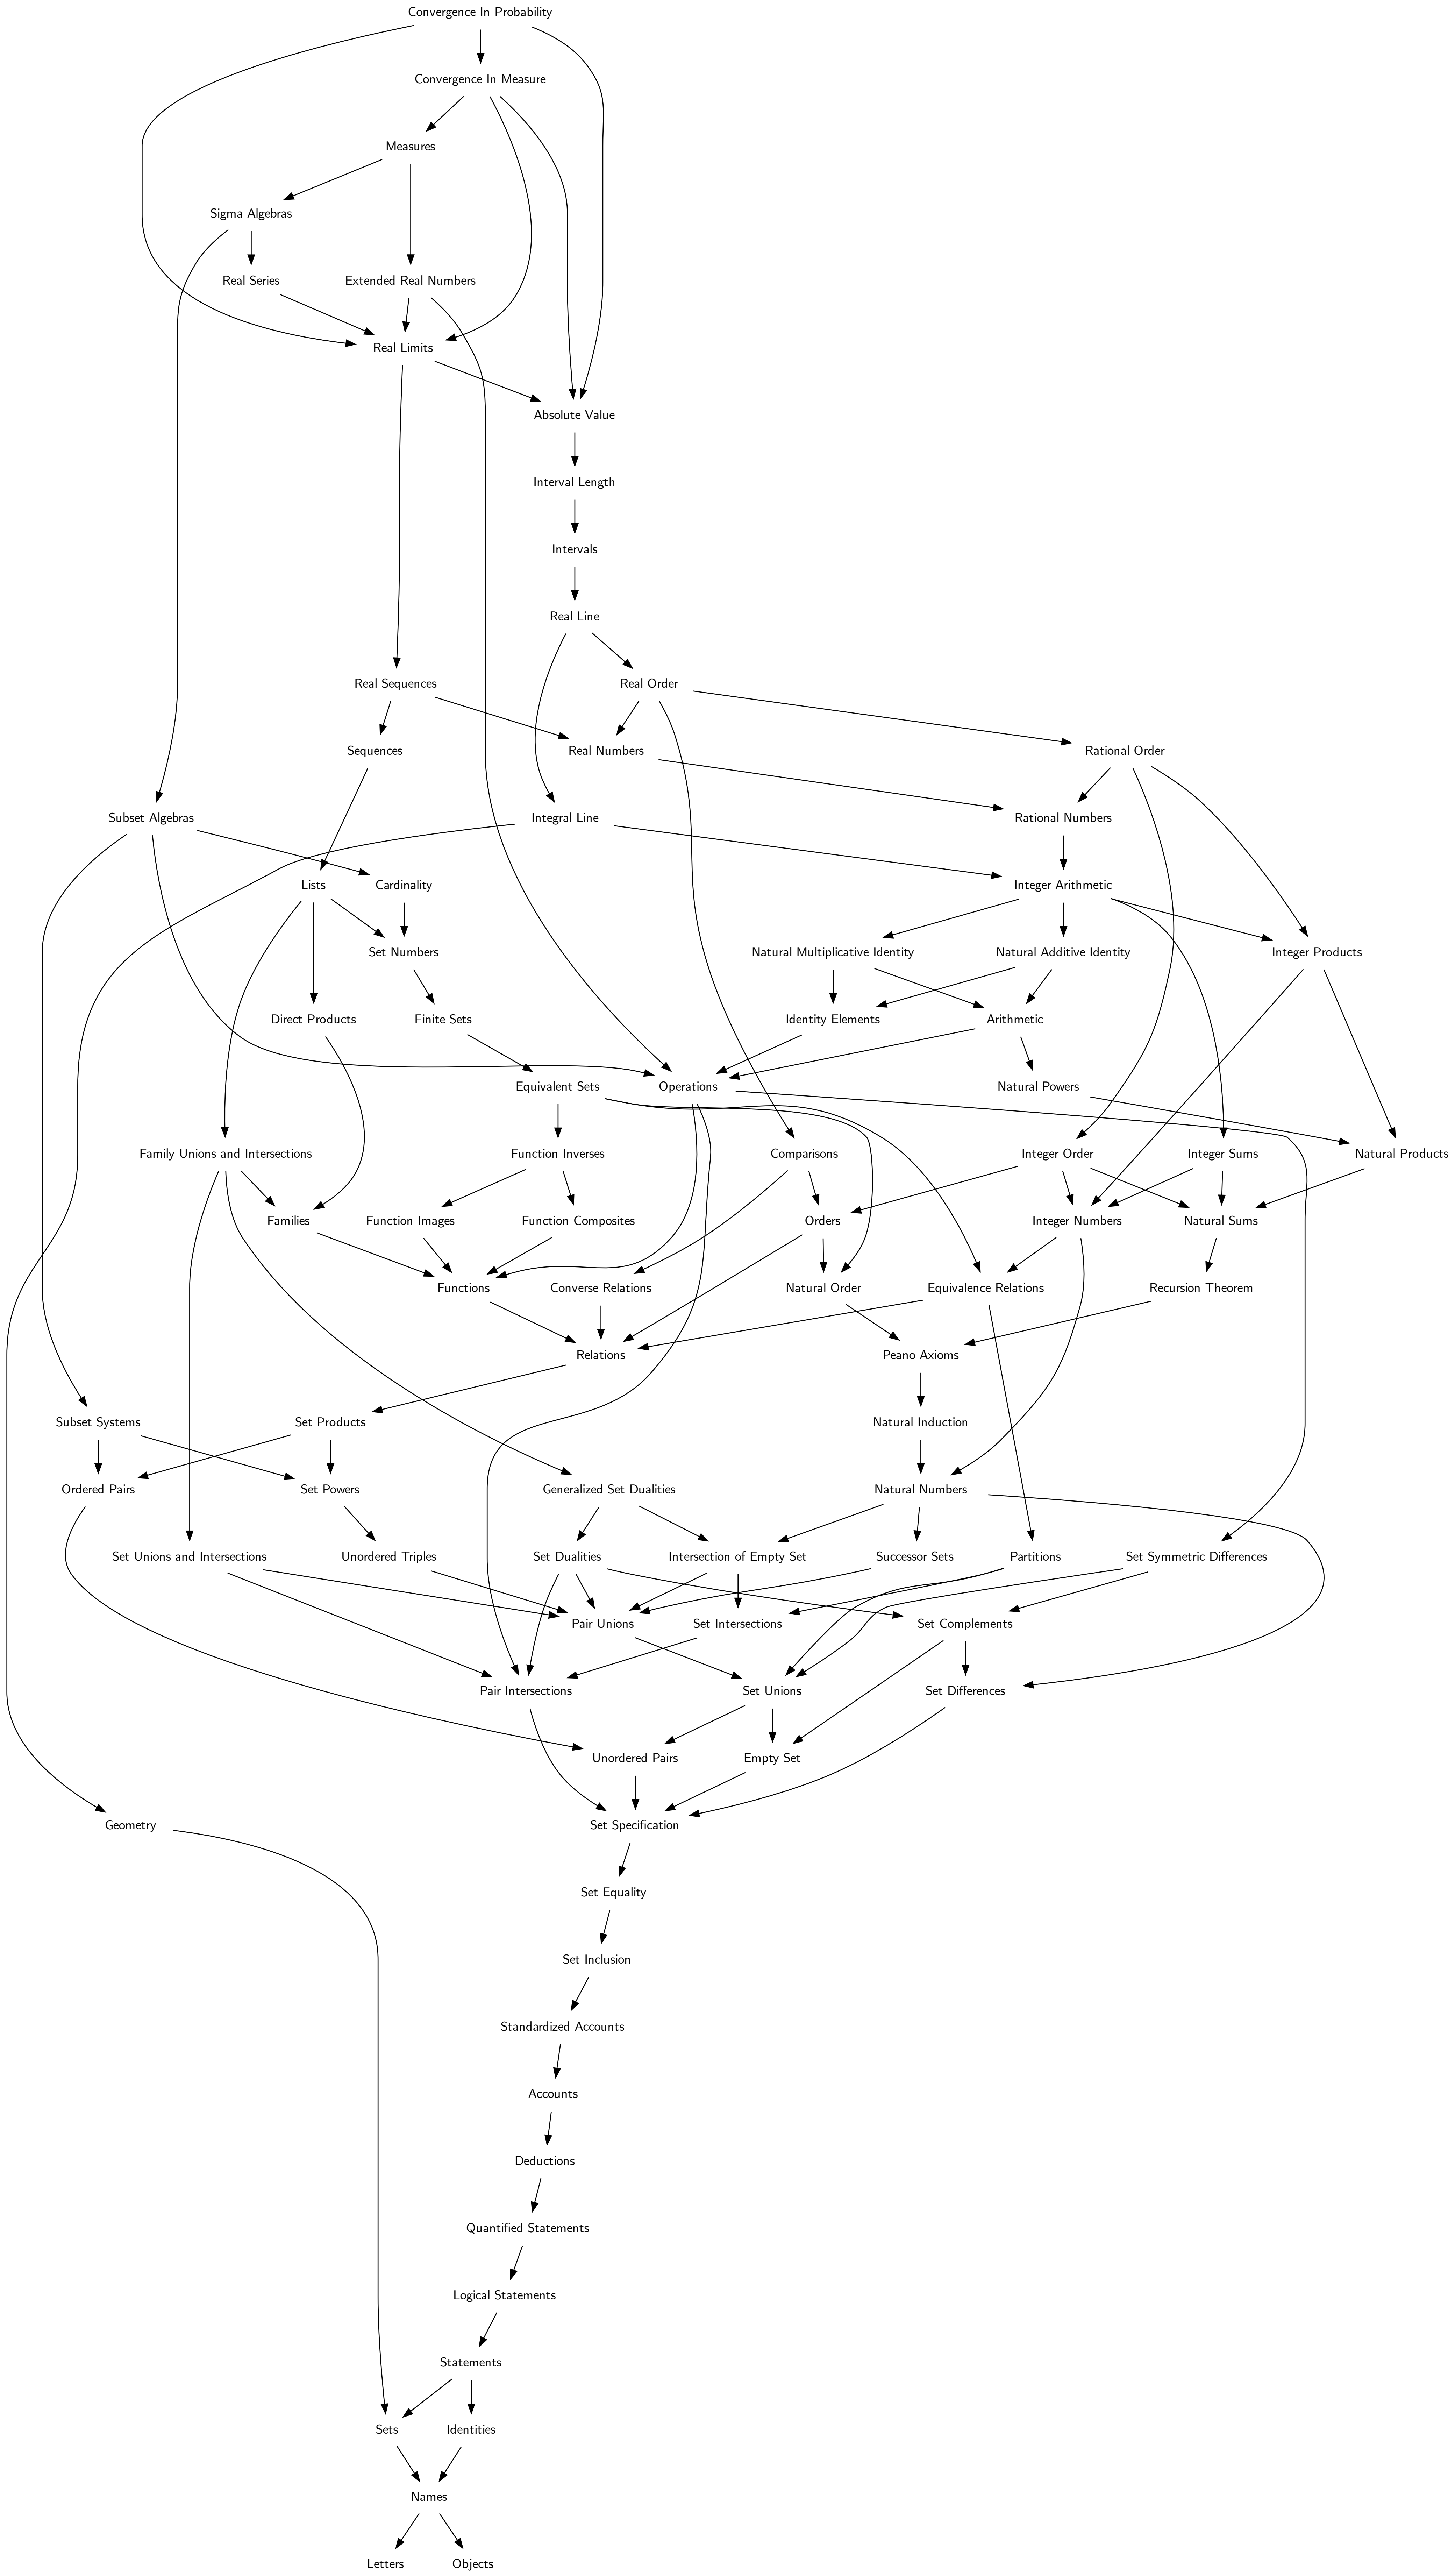 Convergence In Probability
Convergence In Measure
Measures
Sigma Algebras
Real Series
Extended Real Numbers
Real Limits
Absolute Value
Interval Length
Intervals
Real Line
Real Sequences
Real Order
Sequences
Real Numbers
Rational Order
Subset Algebras
Integral Line
Rational Numbers
Lists
Cardinality
Integer Arithmetic
Set Numbers
Natural Multiplicative Identity
Natural Additive Identity
Integer Products
Direct Products
Finite Sets
Identity Elements
Arithmetic
Equivalent Sets
Operations
Natural Powers
Family Unions and Intersections
Function Inverses
Comparisons
Integer Order
Integer Sums
Natural Products
Families
Function Images
Function Composites
Orders
Integer Numbers
Natural Sums
Functions
Converse Relations
Natural Order
Equivalence Relations
Recursion Theorem
Relations
Peano Axioms
Subset Systems
Set Products
Natural Induction
Ordered Pairs
Set Powers
Generalized Set Dualities
Natural Numbers
Set Unions and Intersections
Unordered Triples
Set Dualities
Intersection of Empty Set
Successor Sets
Partitions
Set Symmetric Differences
Pair Unions
Set Intersections
Set Complements
Pair Intersections
Set Unions
Set Differences
Unordered Pairs
Empty Set
Geometry
Set Specification
Set Equality
Set Inclusion
Standardized Accounts
Accounts
Deductions
Quantified Statements
Logical Statements
Statements
Sets
Identities
Names
Letters
Objects